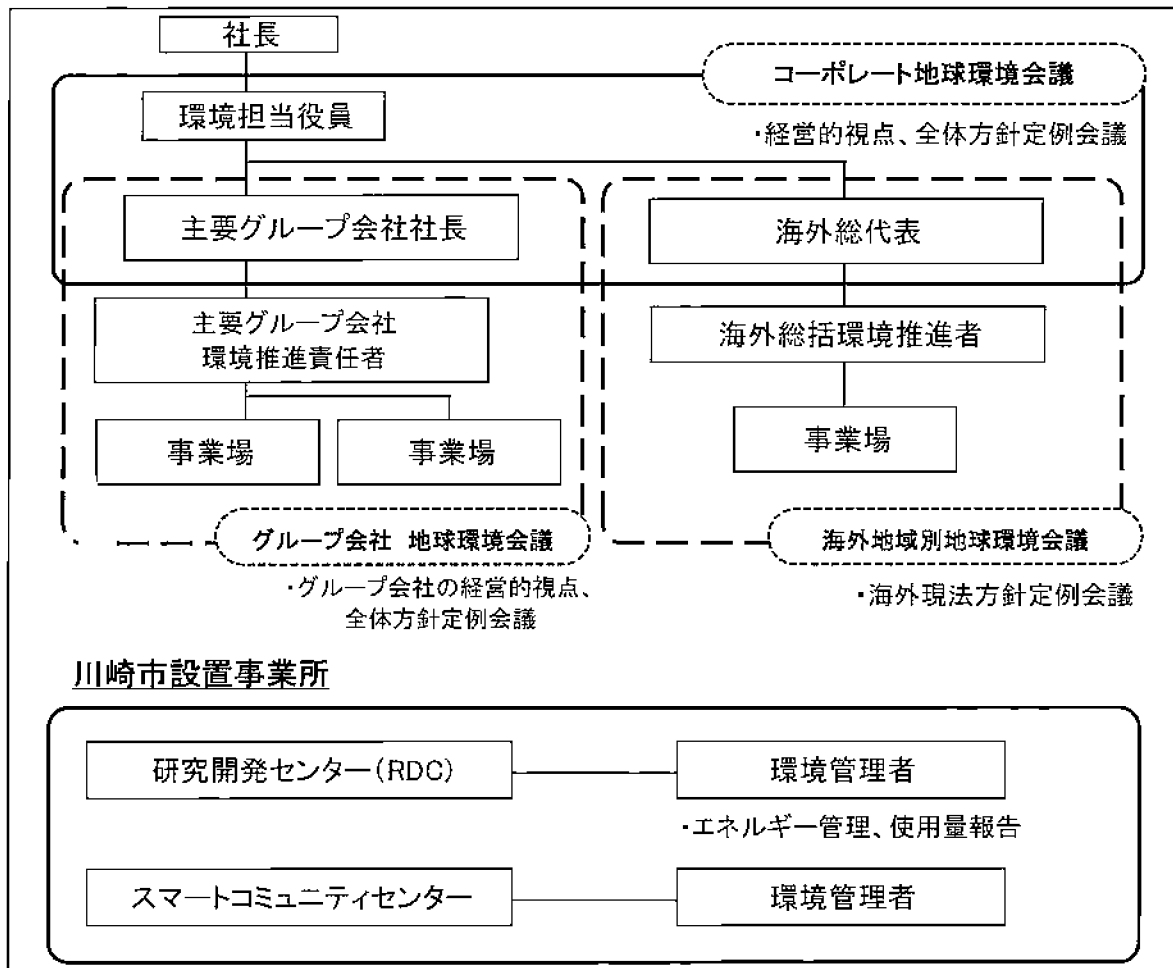 社長
コーポレート地球環境会議
環境担当役員
・経営的視点、全体方針定例会議
主要グループ会社社長
海外総代表
主要グループ会社
環境推進責任者
海外総括環境推進者
事業場
事業場
事業場
グループ会社 地球環境会議
海外地域別地球環境会議
・グループ会社の経営的視点、
全体方針定例会議
・海外現法方針定例会議
川崎市設置事業所
研究開発センター(RDC)
環境管理者
・エネルギー管理、使用量報告
スマートコミュニティセンター
環境管理者